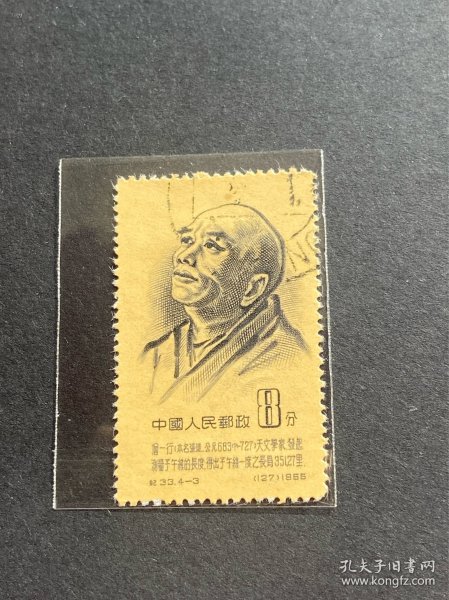 中國人民郵政 8分
僧一行(本名張遂,公元683(?)-727)天文學家,發起
測量子午線的長度,得出子午線一度之長爲351.27里.
紀33.4-3 (127)1955
孔夫子旧书网
www.kongfz.com